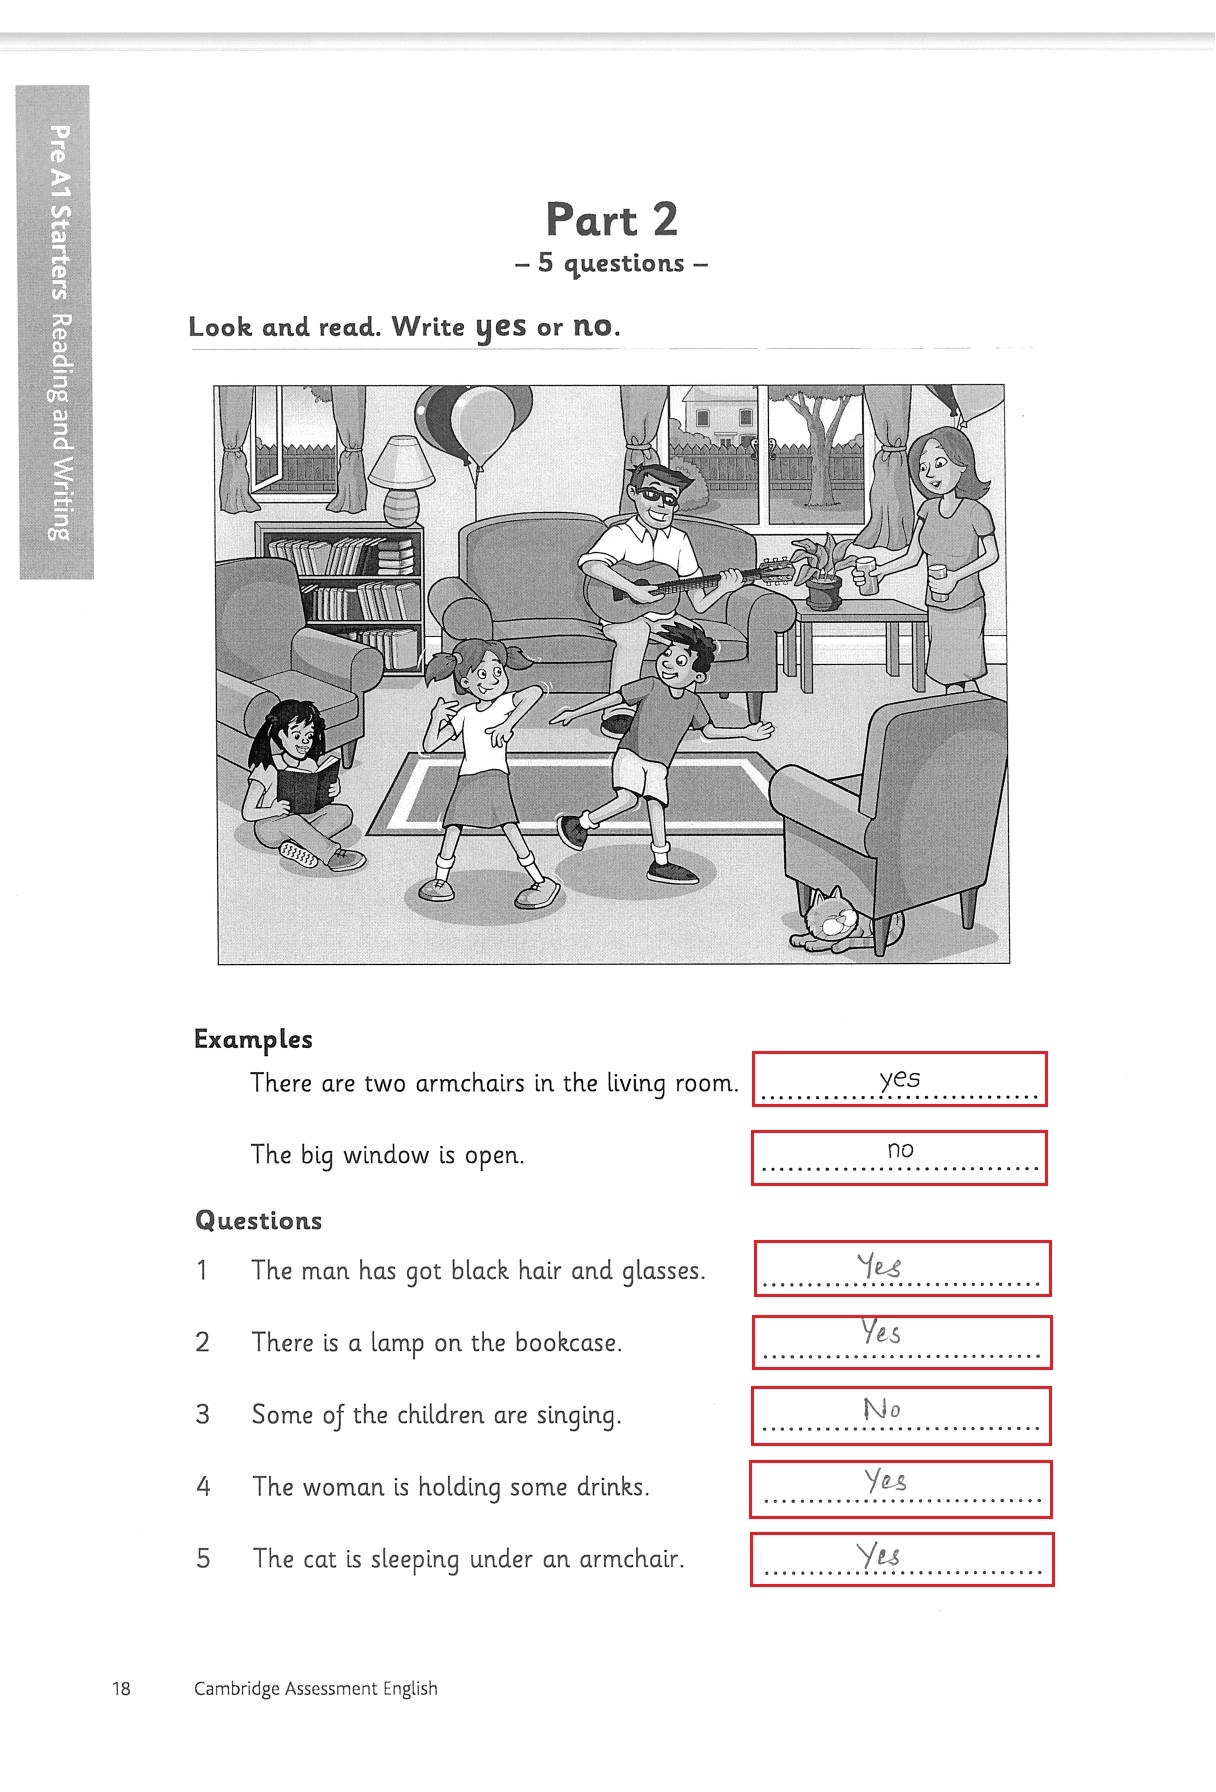 Pre A1 Starters Reading and Writing
Part 2
– 5 questions –
Look and read. Write yes or no.
Examples
There are two armchairs in the living room. yes
The big window is open. no
Questions
1 The man has got black hair and glasses. Yes
2 There is a lamp on the bookcase. Yes
3 Some of the children are singing. No
4 The woman is holding some drinks. Yes
5 The cat is sleeping under an armchair. Yes
18 Cambridge Assessment English